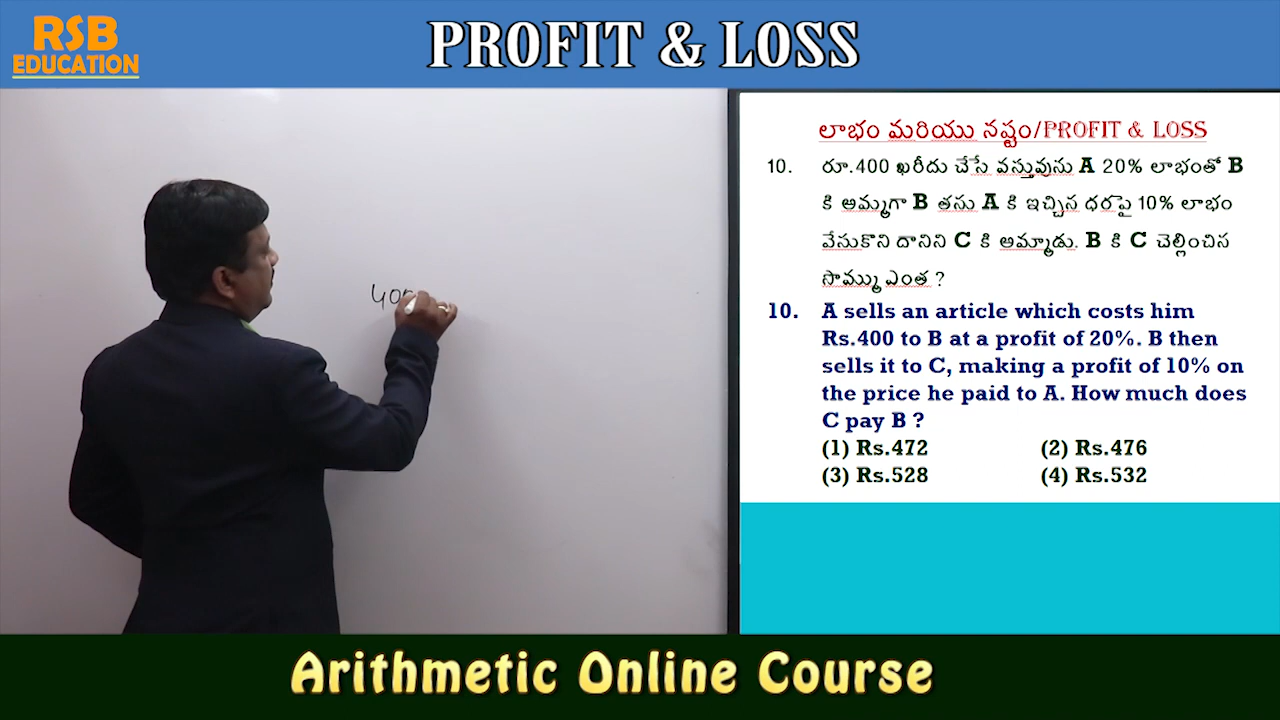 RSB
EDUCATION
PROFIT & LOSS
400
లాభం మరియు నష్టం/PROFIT & LOSS
10. రూ.400 ఖరీదు చేసే వస్తువును A 20% లాభంతో B
కి అమ్మగా B తను A కి ఇచ్చిన ధరపై 10% లాభం
వేసుకొని దానిని C కి అమ్మాడు. B కి C చెల్లించిన
సొమ్ము ఎంత ?
10. A sells an article which costs him
Rs.400 to B at a profit of 20%. B then
sells it to C, making a profit of 10% on
the price he paid to A. How much does
C pay B ?
(1) Rs.472 (2) Rs.476
(3) Rs.528 (4) Rs.532
Arithmetic Online Course